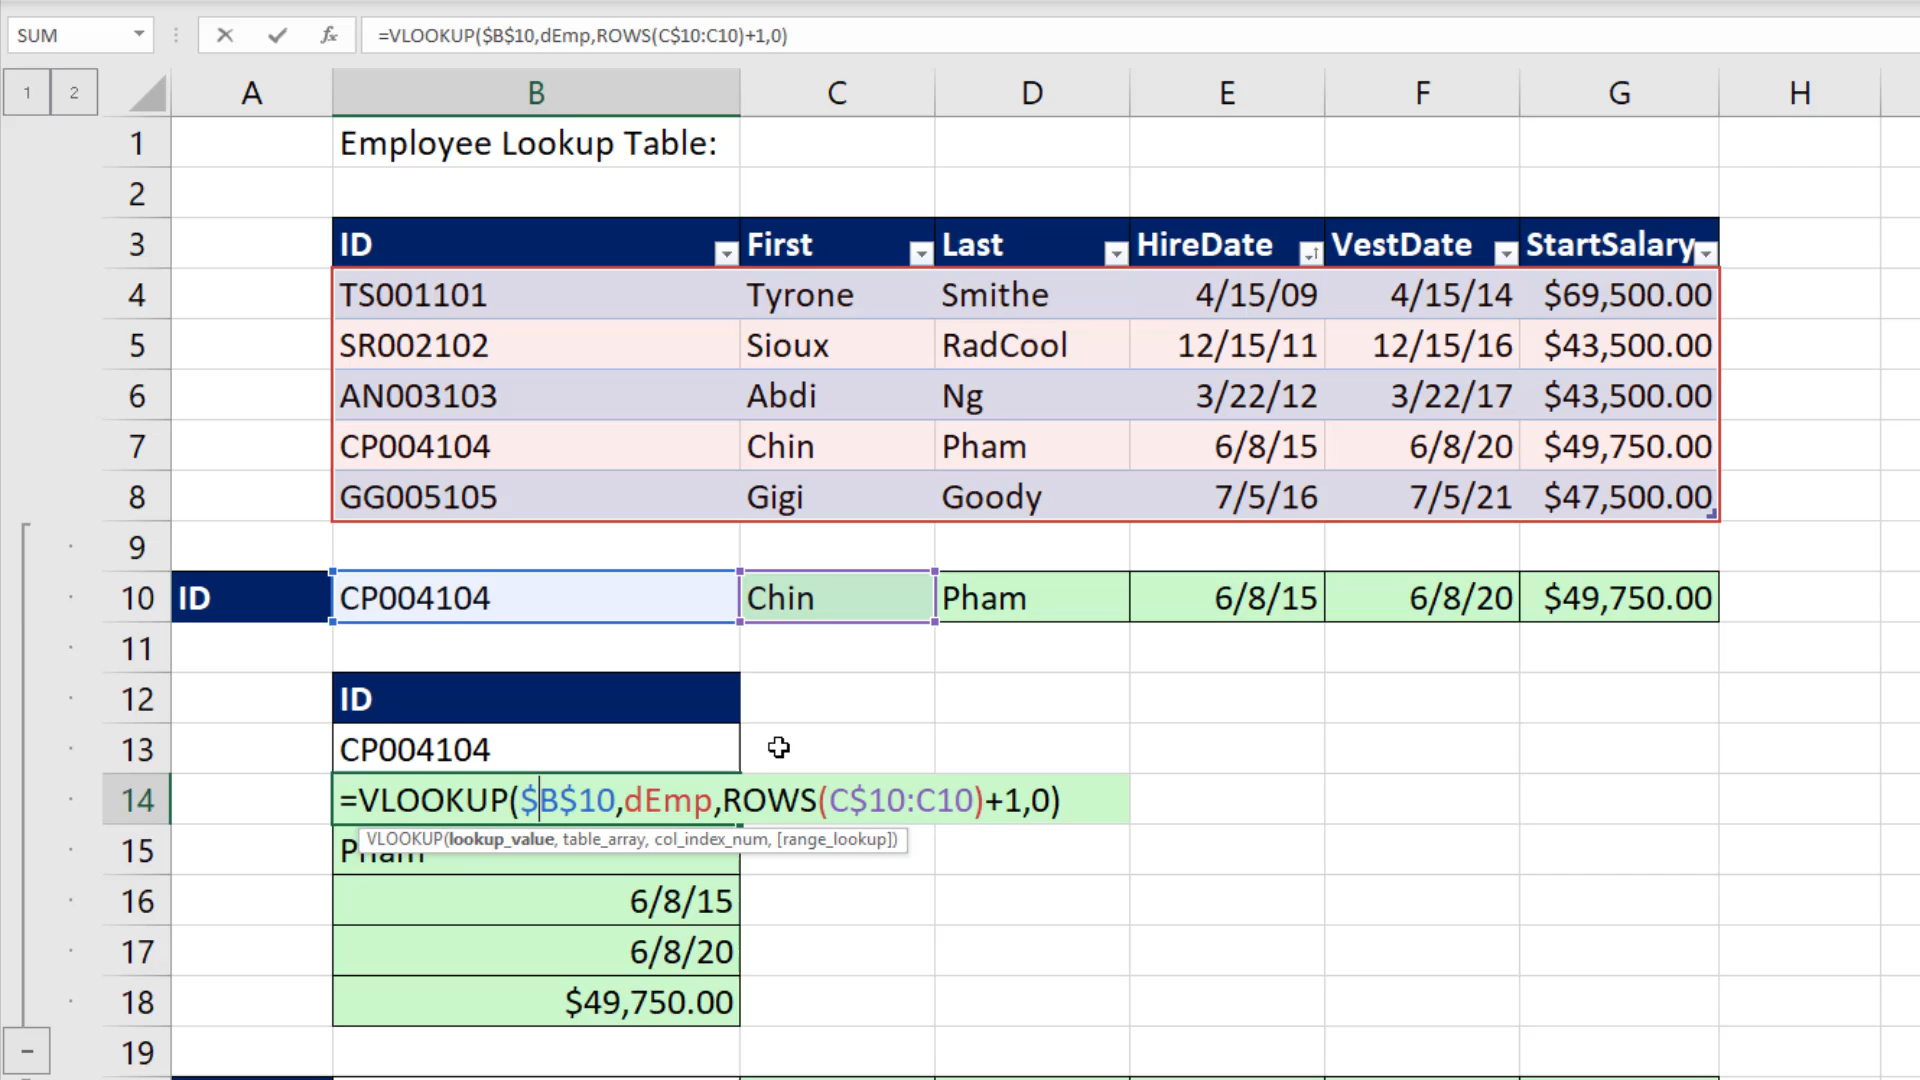 SUM =VLOOKUP($B$10,dEmp,ROWS(C$10:C10)+1,0)
1 2 A B C D E F G H
1 Employee Lookup Table:
2
3 ID First Last HireDate VestDate StartSalary
4 TS001101 Tyrone Smithe 4/15/09 4/15/14 $69,500.00
5 SR002102 Sioux RadCool 12/15/11 12/15/16 $43,500.00
6 AN003103 Abdi Ng 3/22/12 3/22/17 $43,500.00
7 CP004104 Chin Pham 6/8/15 6/8/20 $49,750.00
8 GG005105 Gigi Goody 7/5/16 7/5/21 $47,500.00
9
10 ID CP004104 Chin Pham 6/8/15 6/8/20 $49,750.00
11
12 ID
13 CP004104
14 =VLOOKUP($B$10,dEmp,ROWS(C$10:C10)+1,0)
VLOOKUP(lookup_value, table_array, col_index_num, [range_lookup])
15 Pham
16 6/8/15
17 6/8/20
18 $49,750.00
19